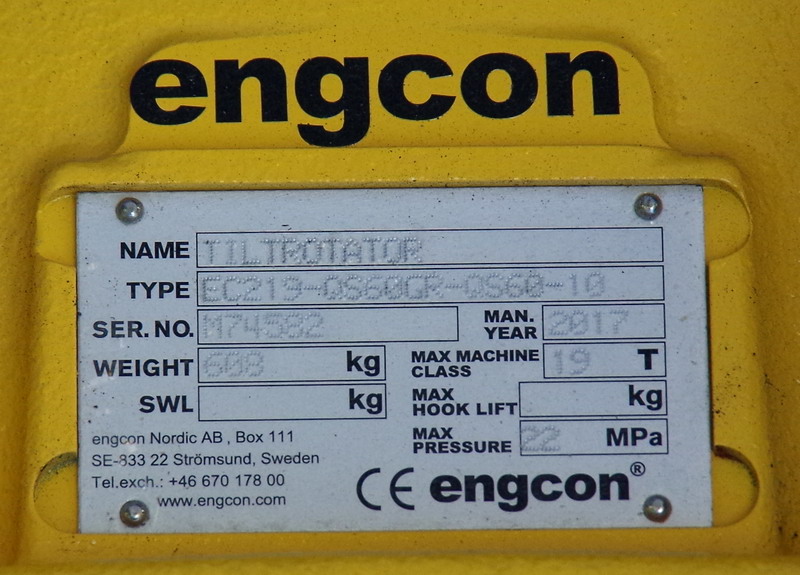 engcon
NAME TILTROTATOR
TYPE EC219-QS60GR-QS60-10
SER. NO. M74582 MAN. YEAR 2017
WEIGHT 608 kg MAX MACHINE CLASS 19 T
SWL kg MAX HOOK LIFT kg
MAX PRESSURE 22 MPa
engcon Nordic AB , Box 111
SE-833 22 Strömsund, Sweden
Tel.exch.: +46 670 178 00
www.engcon.com
CE engcon®